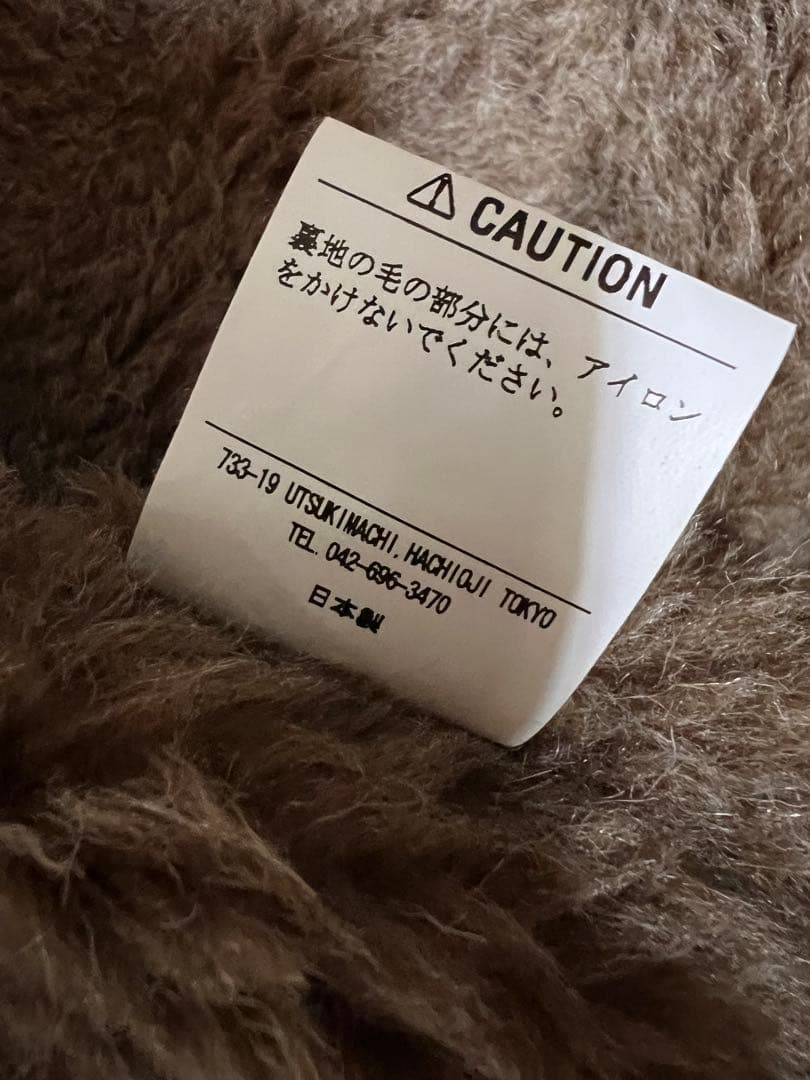 ⚠ CAUTION
裏地の毛の部分には、アイロン
をかけないでください。
733-19 UTSUKIMACHI, HACHIOJI TOKYO
TEL. 042-696-3470
日本製